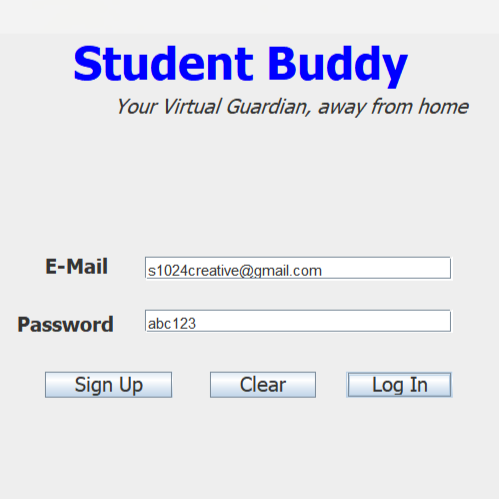 Student Buddy
Your Virtual Guardian, away from home
E-Mail
s1024creative@gmail.com
Password
abc123
Sign Up
Clear
Log In